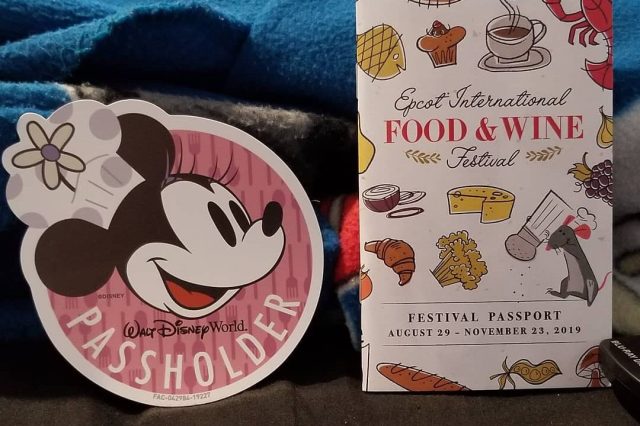 ©DISNEY
Walt Disney World.
PASSHOLDER
FAC-042984-19227
Epcot International
FOOD & WINE
Festival
FESTIVAL PASSPORT
AUGUST 29 – NOVEMBER 23, 2019